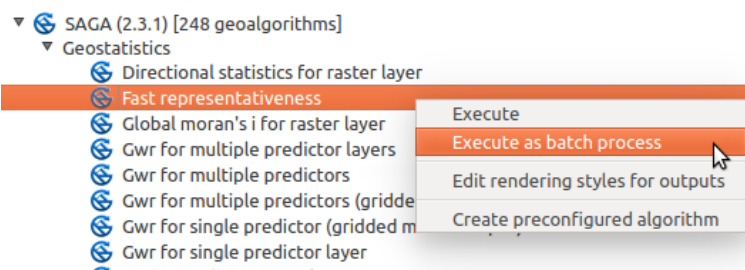 SAGA (2.3.1) [248 geoalgorithms]
Geostatistics
Directional statistics for raster layer
Fast representativeness
Global moran's i for raster layer
Gwr for multiple predictor layers
Gwr for multiple predictors
Gwr for multiple predictors (gridde
Gwr for single predictor (gridded m
Gwr for single predictor layer
Execute
Execute as batch process
Edit rendering styles for outputs
Create preconfigured algorithm